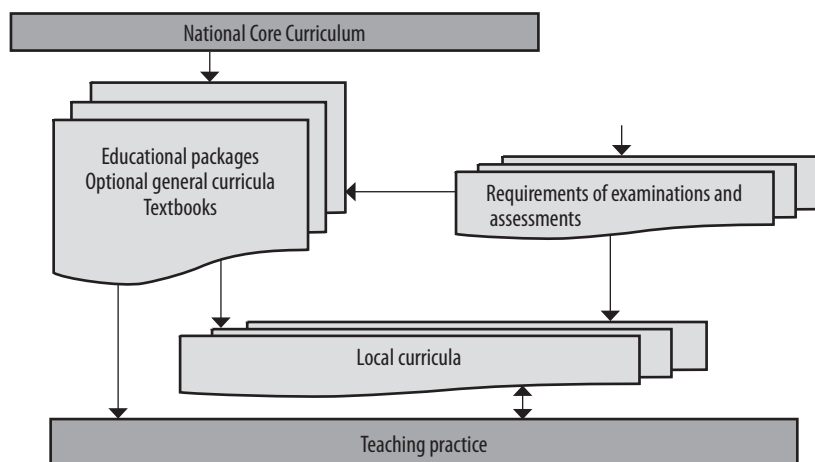 National Core Curriculum
Educational packages
Optional general curricula
Textbooks
Requirements of examinations and
assessments
Local curricula
Teaching practice